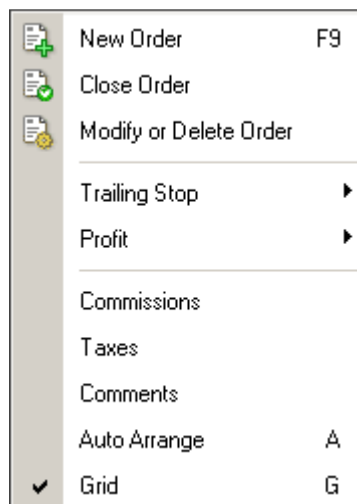 New Order F9
Close Order
Modify or Delete Order
Trailing Stop
Profit
Commissions
Taxes
Comments
Auto Arrange A
Grid G